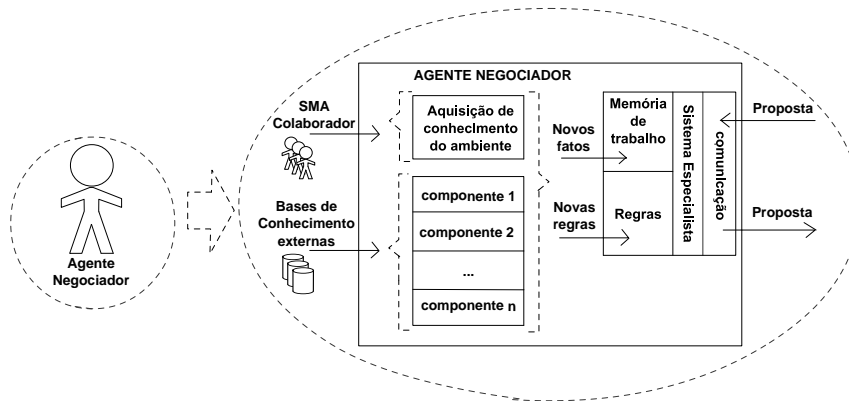 AGENTE NEGOCIADOR
SMA
Colaborador
Aquisição de
conhecimento
do ambiente
Novos
fatos
Memória
de
trabalho
Sistema Especialista
comunicação
Proposta
Bases de
Conhecimento
externas
componente 1
componente 2
...
componente n
Novas
regras
Regras
Proposta
Agente
Negociador